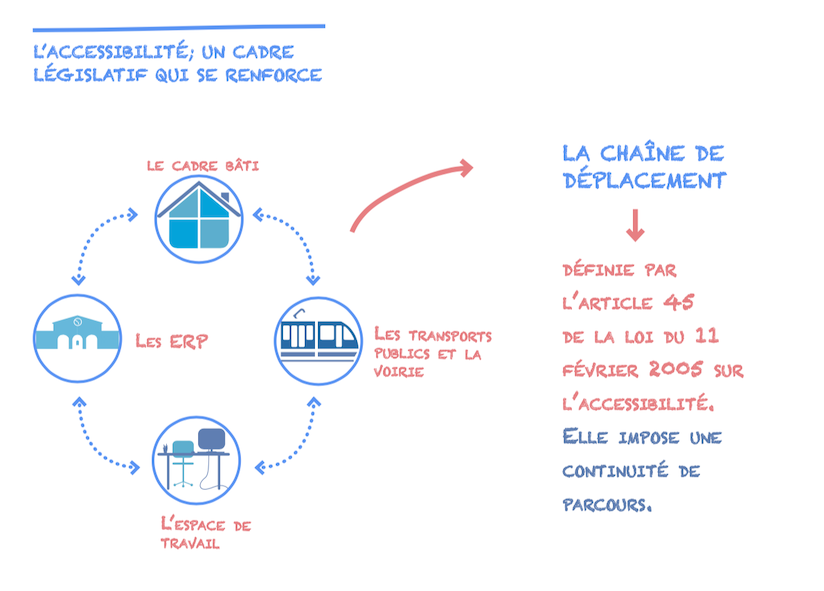 L'ACCESSIBILITÉ; UN CADRE
LÉGISLATIF QUI SE RENFORCE
LE CADRE BÂTI
LES ERP
LES TRANSPORTS
PUBLICS ET LA
VOIRIE
L'ESPACE DE
TRAVAIL
LA CHAÎNE DE
DÉPLACEMENT
DÉFINIE PAR
L'ARTICLE 45
DE LA LOI DU 11
FÉVRIER 2005 SUR
L'ACCESSIBILITÉ.
ELLE IMPOSE UNE
CONTINUITÉ DE
PARCOURS.